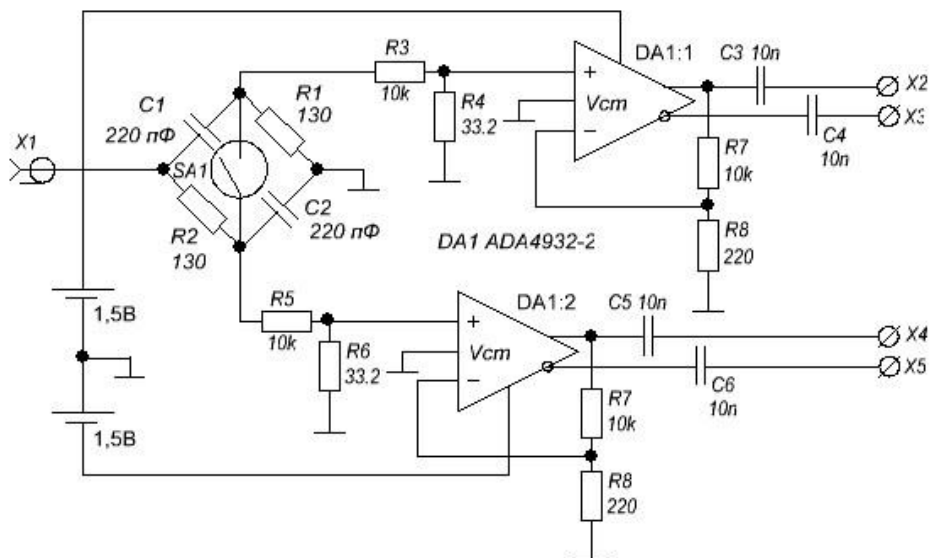 R3
10k
R4
33.2
DA1:1
+
Vcm
−
C3 10n
X2
X3
C4
10n
R7
10k
R8
220
C1
220 пФ
R1
130
X1
SA1
R2
130
C2
220 пФ
DA1 ADA4932-2
1,5В
1,5В
R5
10k
R6
33.2
DA1:2
+
Vcm
−
C5 10n
X4
X5
C6
10n
R7
10k
R8
220